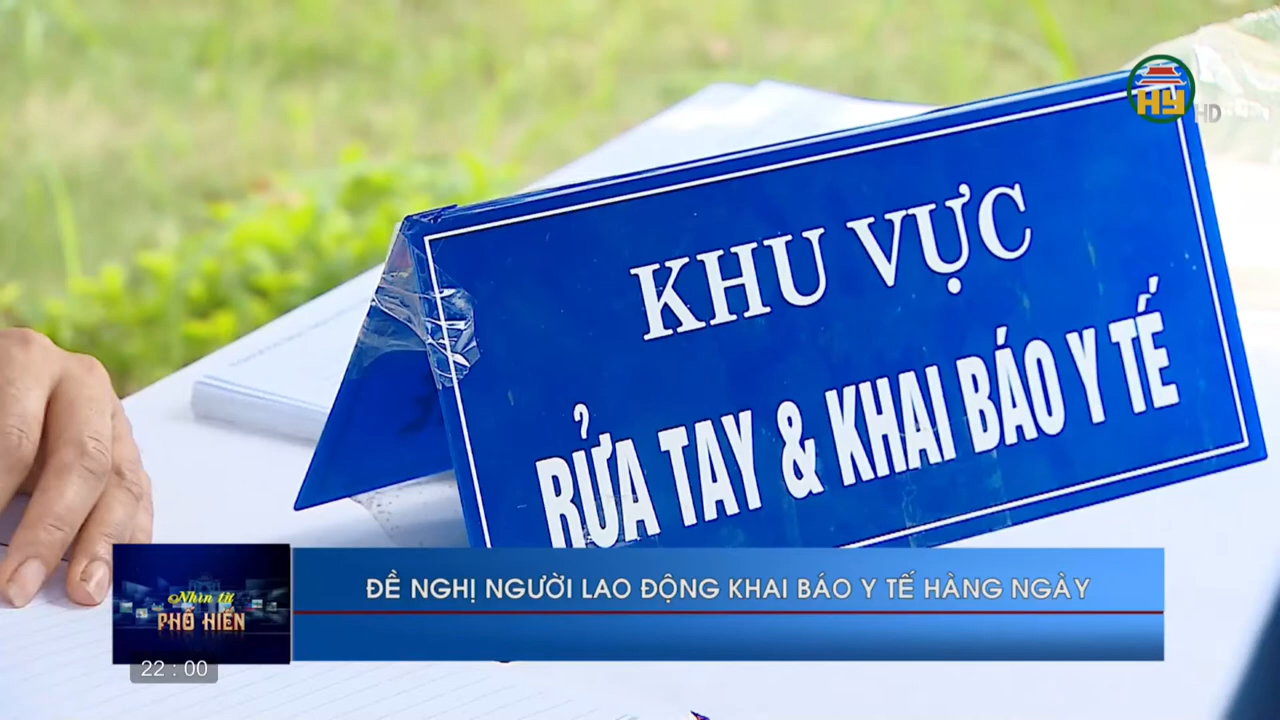 HY HD
KHU VỰC
RỬA TAY & KHAI BÁO Y TẾ
ĐỀ NGHỊ NGƯỜI LAO ĐỘNG KHAI BÁO Y TẾ HÀNG NGÀY
Nhìn từ
PHỐ HIẾN
22 : 00